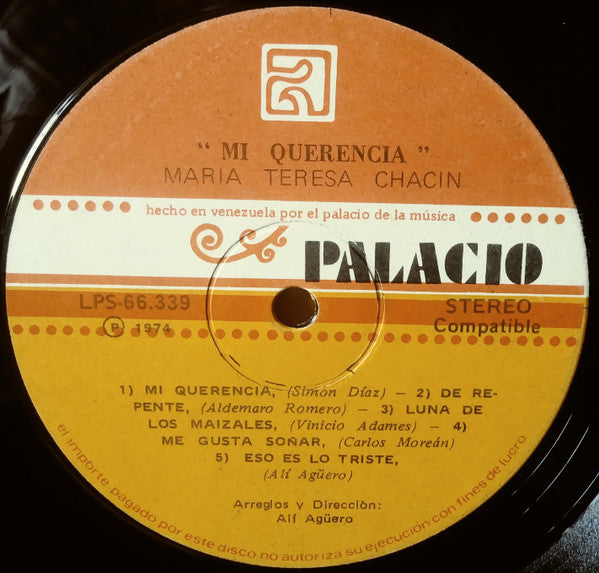 " MI QUERENCIA "
MARIA TERESA CHACIN
hecho en venezuela por el palacio de la música
PALACIO
LPS-66.339
STEREO
Ⓟ 1974
Compatible
1) MI QUERENCIA, (Simón Díaz) — 2) DE RE-
PENTE, (Aldemaro Romero) — 3) LUNA DE
LOS MAIZALES, (Vinicio Adames) — 4)
ME GUSTA SOÑAR, (Carlos Moreán)
5) ESO ES LO TRISTE,
(Alí Agüero)
Arreglos y Dirección:
Alí Agüero
el importe pagado por este disco no autoriza su ejecución con fines de lucro